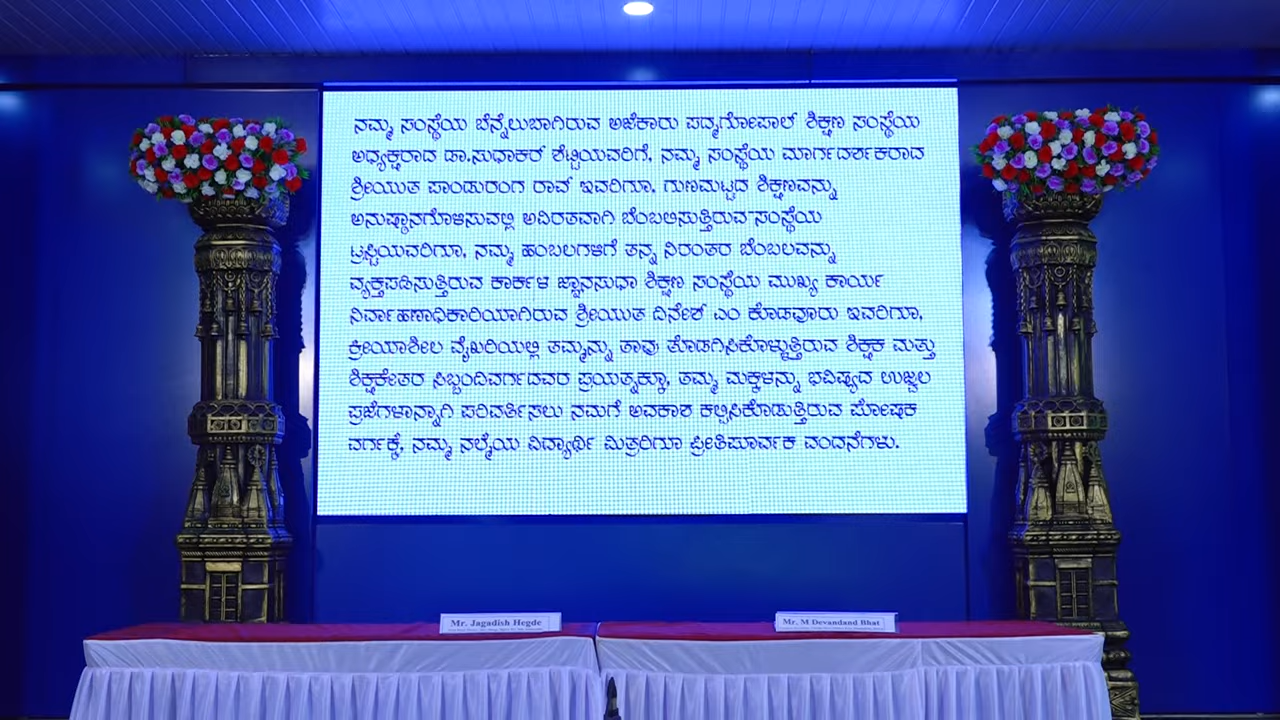 ನಮ್ಮ ಸಂಸ್ಥೆಯ ಬೆನ್ನೆಲುಬಾಗಿರುವ ಅಜೆಕಾರು ಪದ್ಮಗೋಪಾಲ್ ಶಿಕ್ಷಣ ಸಂಸ್ಥೆಯ
ಅಧ್ಯಕ್ಷರಾದ ಡಾ.ಸುಧಾಕರ್ ಶೆಟ್ಟಿಯವರಿಗೆ, ನಮ್ಮ ಸಂಸ್ಥೆಯ ಮಾರ್ಗದರ್ಶಕರಾದ
ಶ್ರೀಯುತ ಪಾಂಡುರಂಗ ರಾವ್ ಇವರಿಗೂ, ಗುಣಮಟ್ಟದ ಶಿಕ್ಷಣವನ್ನು
ಅನುಷ್ಠಾನಗೊಳಿಸುವಲ್ಲಿ ಅವಿರತವಾಗಿ ಬೆಂಬಲಿಸುತ್ತಿರುವ ಸಂಸ್ಥೆಯ
ಟ್ರಸ್ಟಿಯವರಿಗೂ, ನಮ್ಮ ಹಂಬಲಗಳಿಗೆ ತನ್ನ ನಿರಂತರ ಬೆಂಬಲವನ್ನು
ವ್ಯಕ್ತಪಡಿಸುತ್ತಿರುವ ಕಾರ್ಕಳ ಜ್ಞಾನಸುಧಾ ಶಿಕ್ಷಣ ಸಂಸ್ಥೆಯ ಮುಖ್ಯ ಕಾರ್ಯ
ನಿರ್ವಾಹಣಾಧಿಕಾರಿಯಾಗಿರುವ ಶ್ರೀಯುತ ದಿನೇಶ್ ಎಂ ಕೊಡವೂರು ಇವರಿಗೂ,
ಕ್ರೀಯಾಶೀಲ ವೈಖರಿಯಲ್ಲಿ ತಮ್ಮನ್ನು ತಾವು ತೊಡಗಿಸಿಕೊಳ್ಳುತ್ತಿರುವ ಶಿಕ್ಷಕ ಮತ್ತು
ಶಿಕ್ಷಕೇತರ ಸಿಬ್ಬಂದಿವರ್ಗದವರ ಪ್ರಯತ್ನಕ್ಕೂ, ತಮ್ಮ ಮಕ್ಕಳನ್ನು ಭವಿಷ್ಯದ ಉಜ್ವಲ
ಪ್ರಜೆಗಳಾನ್ನಾಗಿ ಪರಿವರ್ತಿಸಲು ನಮಗೆ ಅವಕಾಶ ಕಲ್ಪಿಸಿಕೊಡುತ್ತಿರುವ ಪೋಷಕ
ವರ್ಗಕ್ಕೆ, ನಮ್ಮ ನಲ್ಮೆಯ ವಿದ್ಯಾರ್ಥಿ ಮಿತ್ರರಿಗೂ ಪ್ರೀತಿಪೂರ್ವಕ ವಂದನೆಗಳು.
Mr. Jagadish Hegde
Mr. M Devandand Bhat